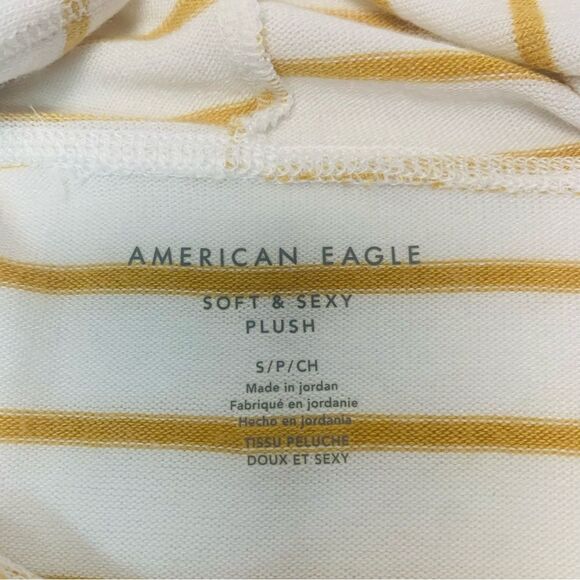 AMERICAN EAGLE
SOFT & SEXY
PLUSH
S/P/CH
Made in jordan
Fabriqué en jordanie
Hecho en jordania
TISSU PELUCHE
DOUX ET SEXY